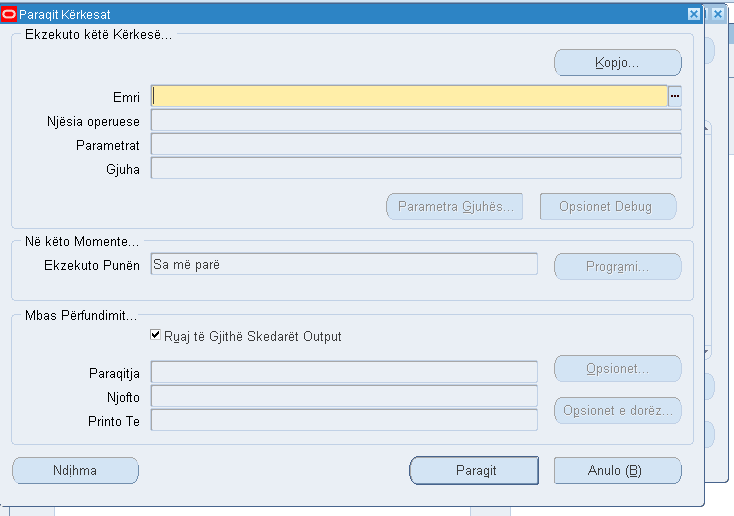 Paraqit Kërkesat
Ekzekuto këtë Kërkesë...
Kopjo...
Emri
...
Njësia operuese
Parametrat
Gjuha
Parametra Gjuhës...
Opsionet Debug
Në këto Momente...
Ekzekuto Punën
Sa më parë
Programi...
Mbas Përfundimit...
Ruaj të Gjithë Skedarët Output
Paraqitja
Opsionet...
Njofto
Opsionet e dorëz...
Printo Te
Ndihma
Paraqit
Anulo (B)